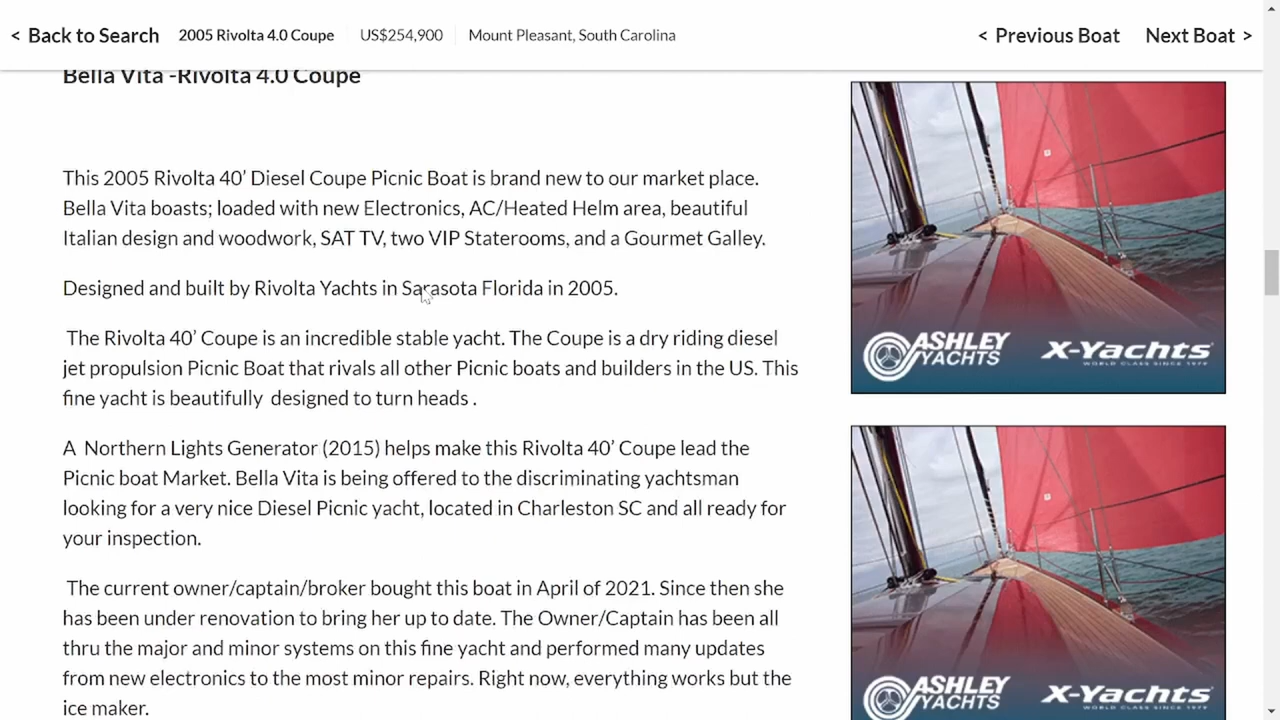 < Back to Search 2005 Rivolta 4.0 Coupe US$254,900 Mount Pleasant, South Carolina < Previous Boat Next Boat >
Bella Vita -Rivolta 4.0 Coupe
This 2005 Rivolta 40’ Diesel Coupe Picnic Boat is brand new to our market place.
Bella Vita boasts; loaded with new Electronics, AC/Heated Helm area, beautiful
Italian design and woodwork, SAT TV, two VIP Staterooms, and a Gourmet Galley.
Designed and built by Rivolta Yachts in Sarasota Florida in 2005.
The Rivolta 40’ Coupe is an incredible stable yacht. The Coupe is a dry riding diesel
jet propulsion Picnic Boat that rivals all other Picnic boats and builders in the US. This
fine yacht is beautifully designed to turn heads .
A Northern Lights Generator (2015) helps make this Rivolta 40’ Coupe lead the
Picnic boat Market. Bella Vita is being offered to the discriminating yachtsman
looking for a very nice Diesel Picnic yacht, located in Charleston SC and all ready for
your inspection.
The current owner/captain/broker bought this boat in April of 2021. Since then she
has been under renovation to bring her up to date. The Owner/Captain has been all
thru the major and minor systems on this fine yacht and performed many updates
from new electronics to the most minor repairs. Right now, everything works but the
ice maker.
ASHLEY
YACHTS
X-Yachts
WORLD CLASS SINCE 1979
ASHLEY
YACHTS
X-Yachts
WORLD CLASS SINCE 1979